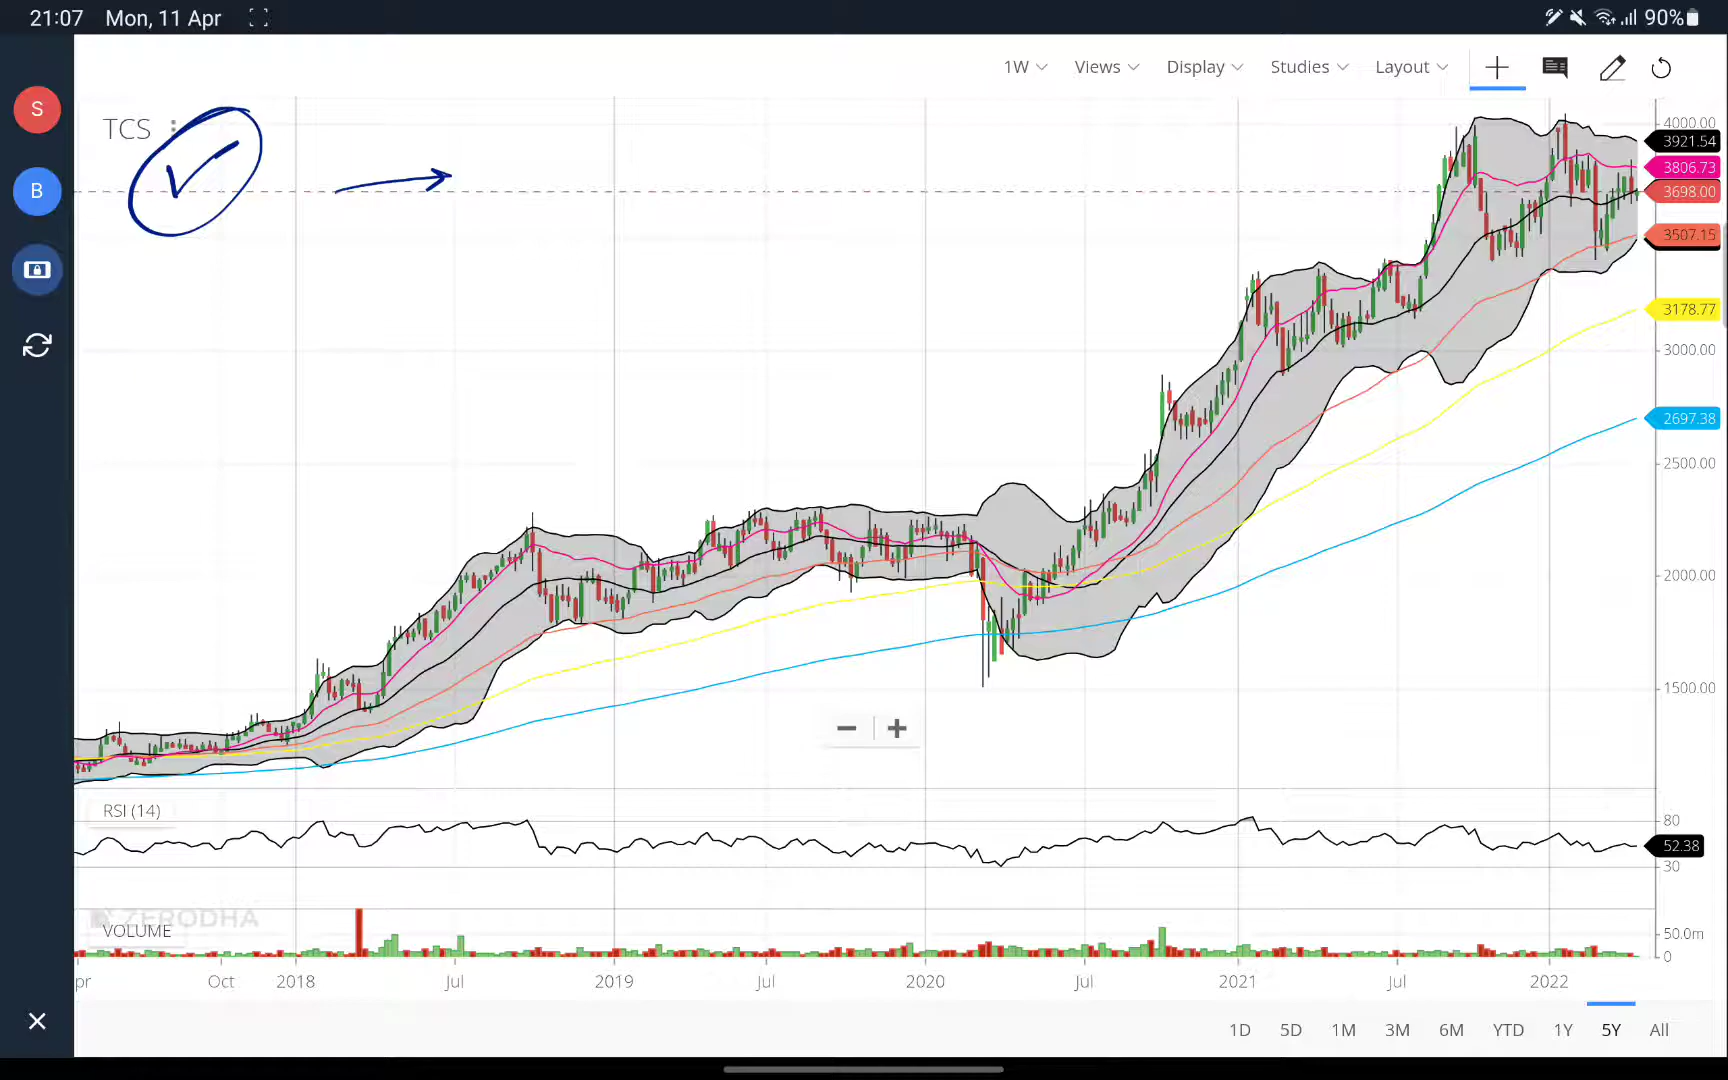 21:07 Mon, 11 Apr 90%
1W Views Display Studies Layout
S
B
TCS
4000.00
3921.54
3806.73
3698.00
3507.15
3178.77
3000.00
2697.38
2500.00
2000.00
1500.00
RSI (14)
80
52.38
30
ZERODHA
VOLUME
50.0m
0
pr Oct 2018 Jul 2019 Jul 2020 Jul 2021 Jul 2022
1D 5D 1M 3M 6M YTD 1Y 5Y All